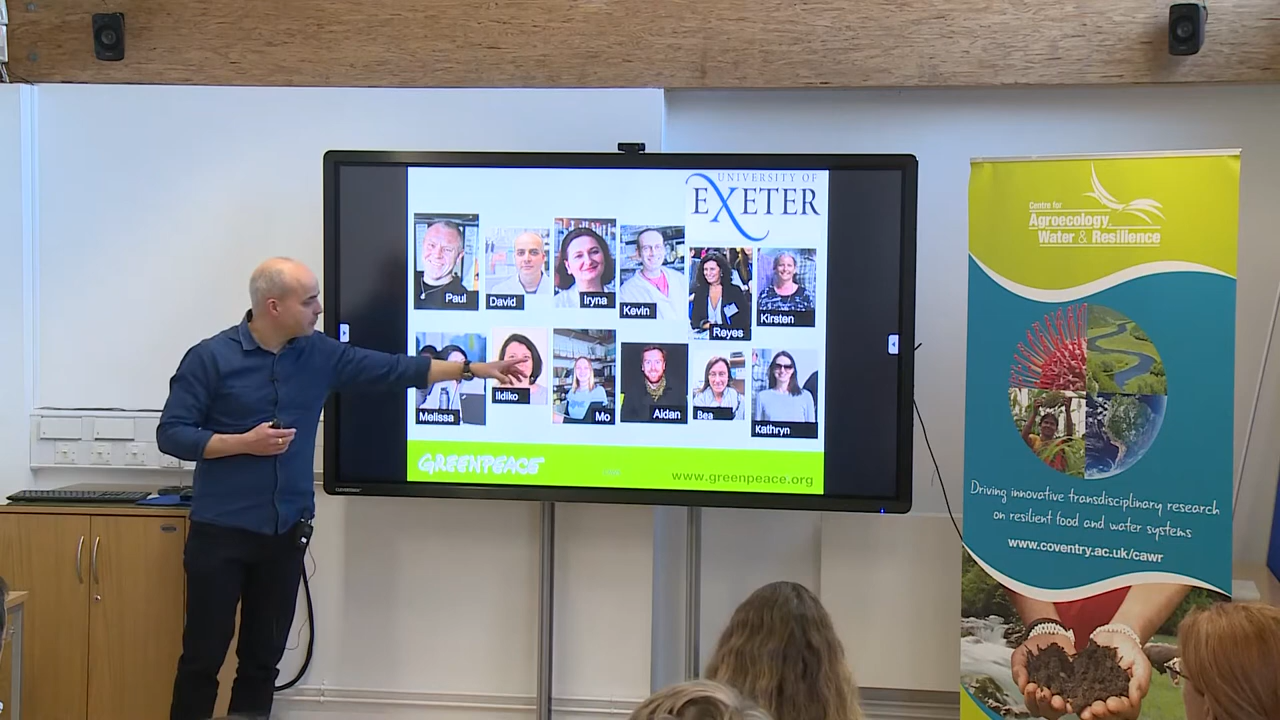 UNIVERSITY OF
EXETER
Paul
David
Iryna
Kevin
Reyes
Kirsten
Melissa
Ildiko
Mo
Aidan
Bea
Kathryn
GREENPEACE
www.greenpeace.org
Centre for
Agroecology,
Water & Resilience
Driving innovative transdisciplinary research
on resilient food and water systems
www.coventry.ac.uk/cawr